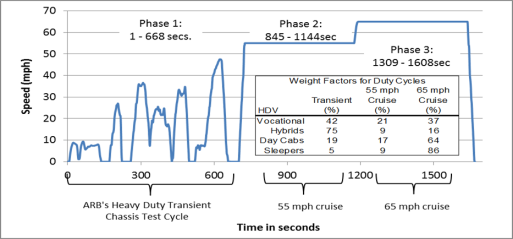 70
60
50
40
30
20
10
0
Speed (mph)
Phase 1:
1 - 668 secs.
Phase 2:
845 - 1144sec
Phase 3:
1309 - 1608sec
Weight Factors for Duty Cycles
55 mph 65 mph
Transient Cruise Cruise
HDV (%) (%) (%)
Vocational 42 21 37
Hybrids 75 9 16
Day Cabs 19 17 64
Sleepers 5 9 86
0 300 600 900 1200 1500
ARB's Heavy Duty Transient
Chassis Test Cycle
55 mph cruise
65 mph cruise
Time in seconds